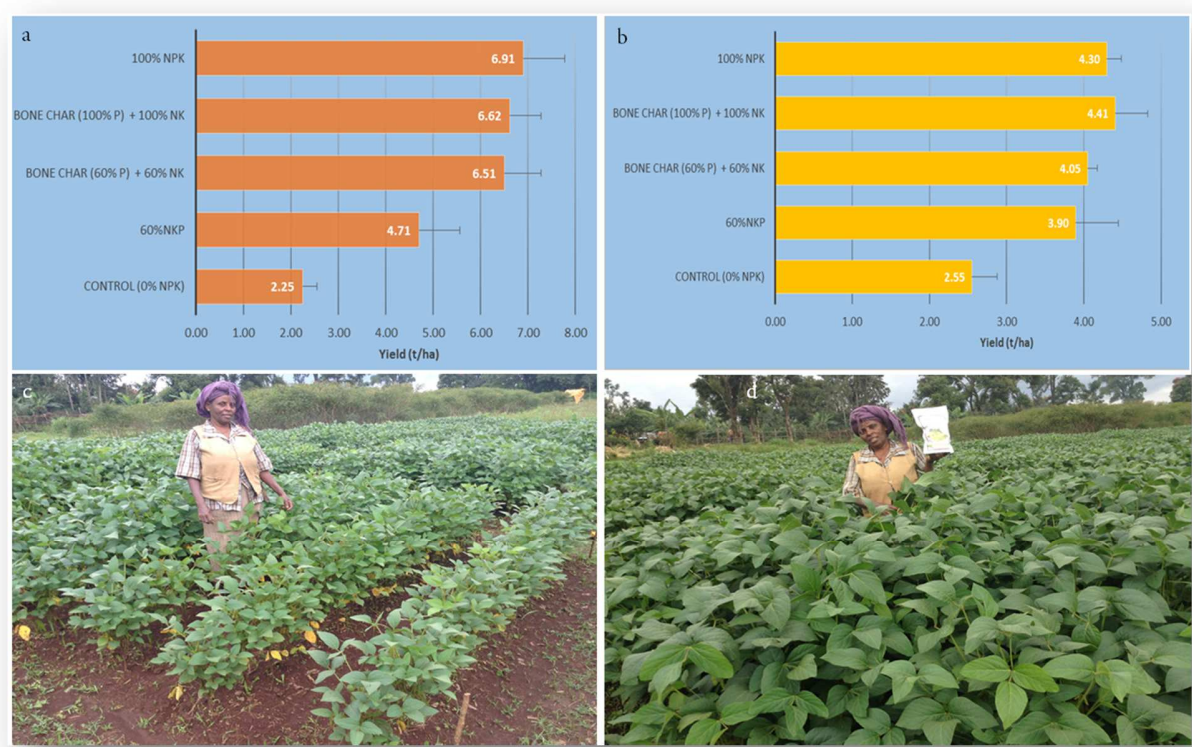 a
100% NPK
6.91
BONE CHAR (100% P) + 100% NK
6.62
BONE CHAR (60% P) + 60% NK
6.51
60%NKP
4.71
CONTROL (0% NPK)
2.25
0.00 1.00 2.00 3.00 4.00 5.00 6.00 7.00 8.00
Yield (t/ha)
b
100% NPK
4.30
BONE CHAR (100% P) + 100% NK
4.41
BONE CHAR (60% P) + 60% NK
4.05
60%NKP
3.90
CONTROL (0% NPK)
2.55
0.00 1.00 2.00 3.00 4.00 5.00
Yield (t/ha)
c
d